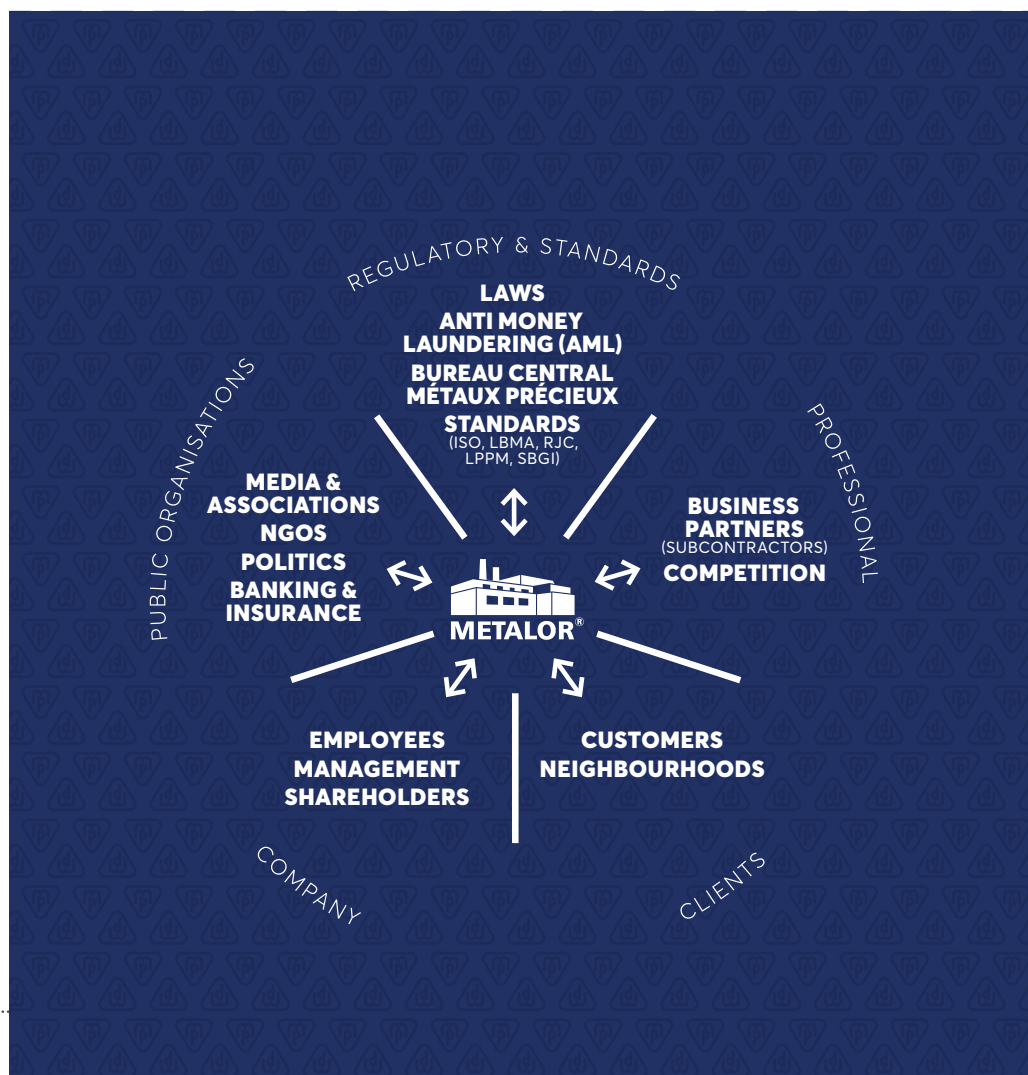 REGULATORY & STANDARDS
LAWS
ANTI MONEY
LAUNDERING (AML)
BUREAU CENTRAL
MÉTAUX PRÉCIEUX
STANDARDS
(ISO, LBMA, RJC,
LPPM, SBGI)
PUBLIC ORGANISATIONS
MEDIA &
ASSOCIATIONS
NGOS
POLITICS
BANKING &
INSURANCE
PROFESSIONAL
BUSINESS
PARTNERS
(SUBCONTRACTORS)
COMPETITION
METALOR®
EMPLOYEES
MANAGEMENT
SHAREHOLDERS
COMPANY
CUSTOMERS
NEIGHBOURHOODS
CLIENTS